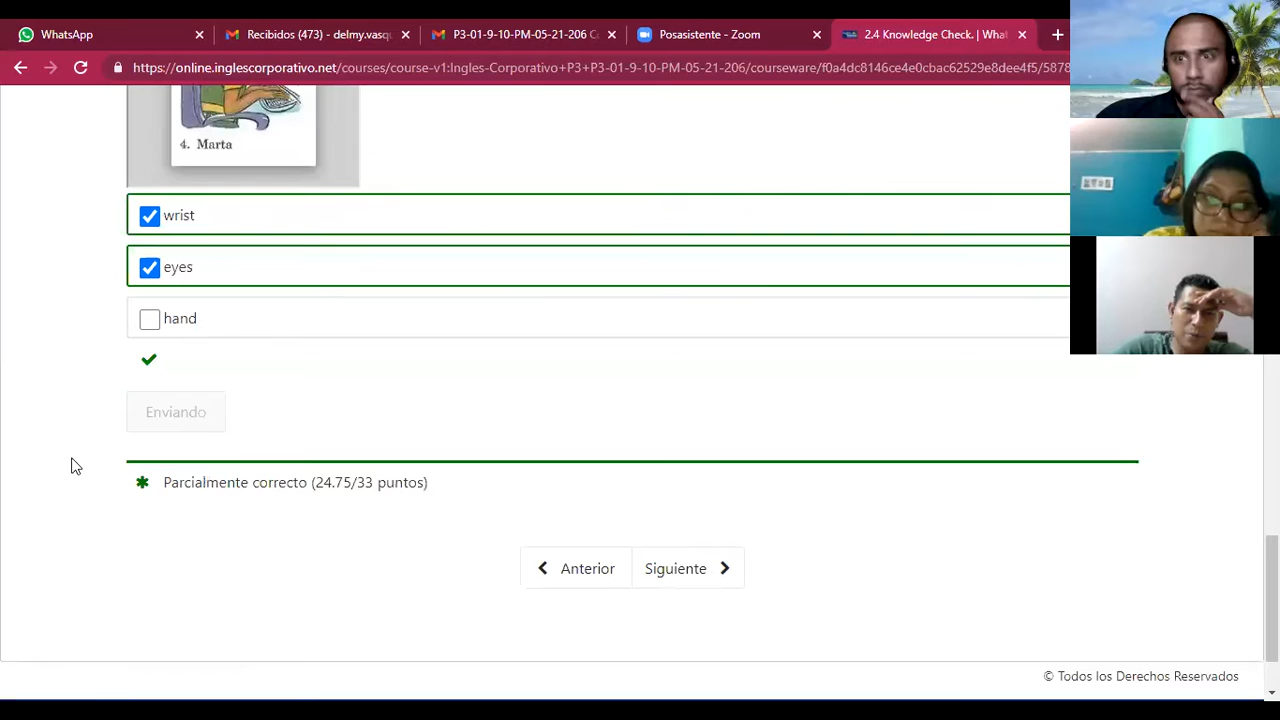 WhatsApp
Recibidos (473) - delmy.vasqu
P3-01-9-10-PM-05-21-206 Ca
Posasistente - Zoom
2.4 Knowledge Check. | What
https://online.inglescorporativo.net/courses/course-v1:Ingles-Corporativo+P3+P3-01-9-10-PM-05-21-206/courseware/f0a4dc8146ce4e0cbac62529e8dee4f5/5878
4. Marta
wrist
eyes
hand
Enviando
Parcialmente correcto (24.75/33 puntos)
Anterior
Siguiente
© Todos los Derechos Reservados